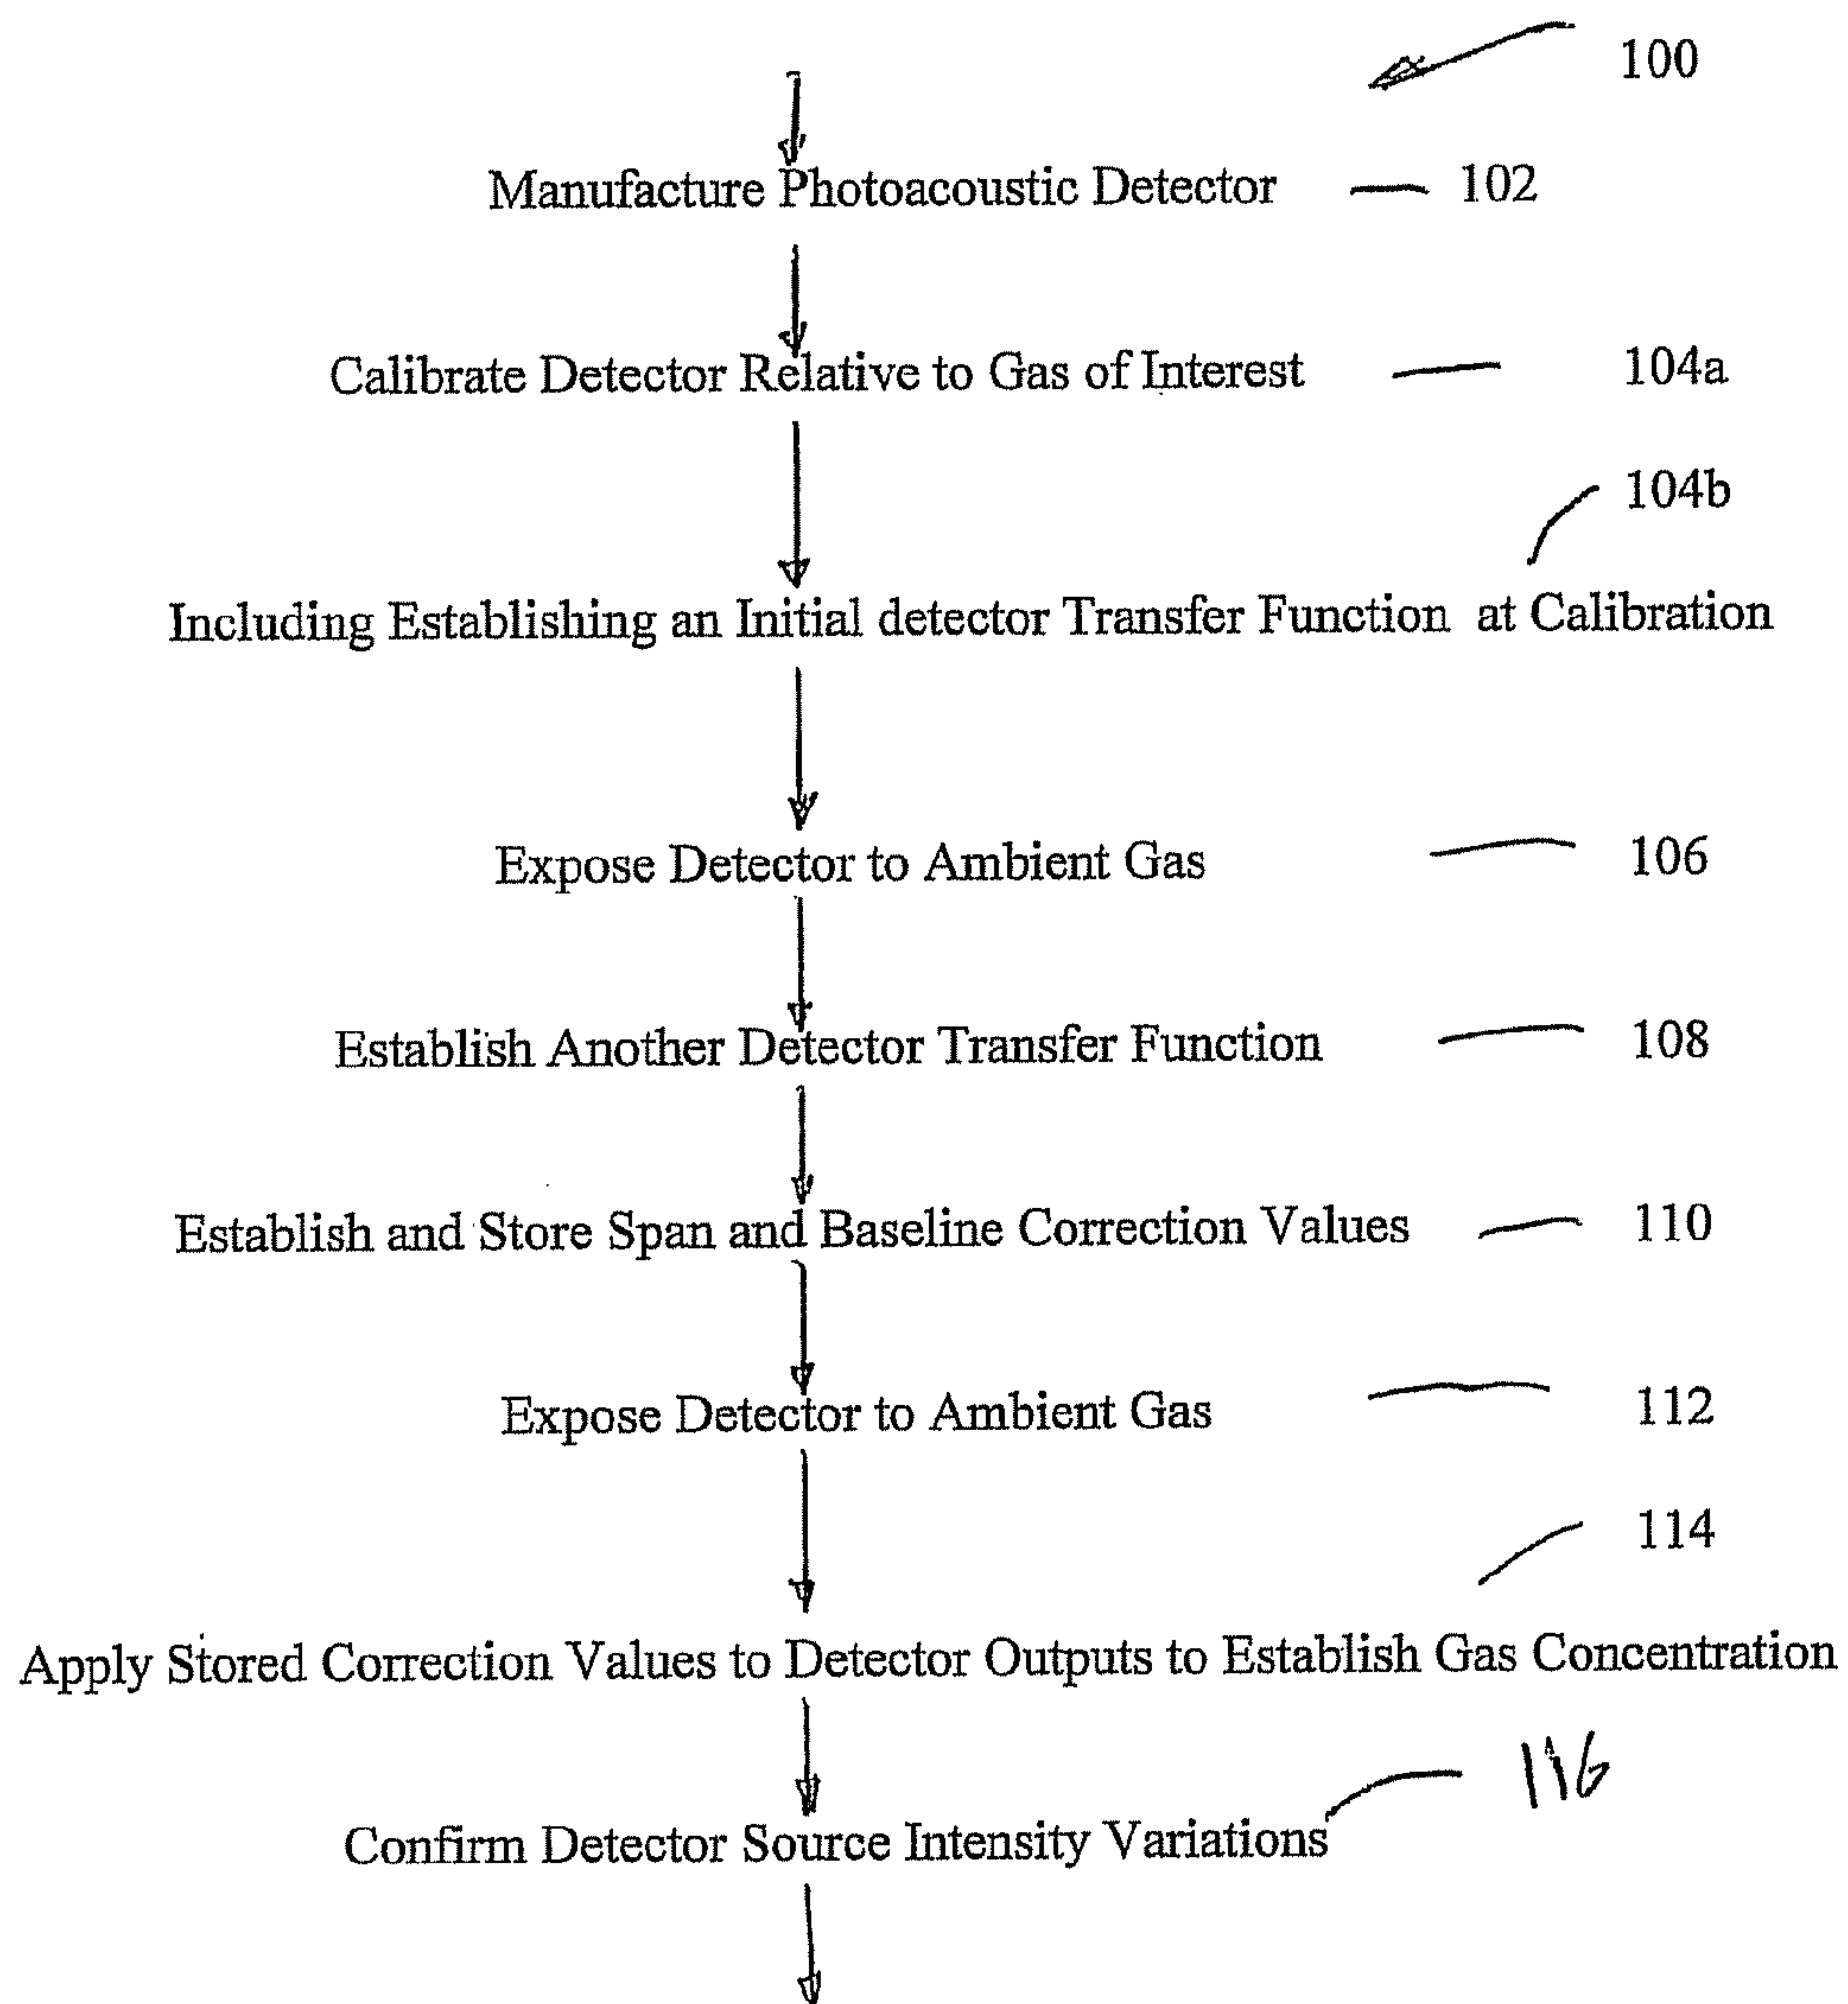 100
Manufacture Photoacoustic Detector 102
Calibrate Detector Relative to Gas of Interest 104a
104b
Including Establishing an Initial detector Transfer Function at Calibration
Expose Detector to Ambient Gas 106
Establish Another Detector Transfer Function 108
Establish and Store Span and Baseline Correction Values 110
Expose Detector to Ambient Gas 112
114
Apply Stored Correction Values to Detector Outputs to Establish Gas Concentration
116
Confirm Detector Source Intensity Variations